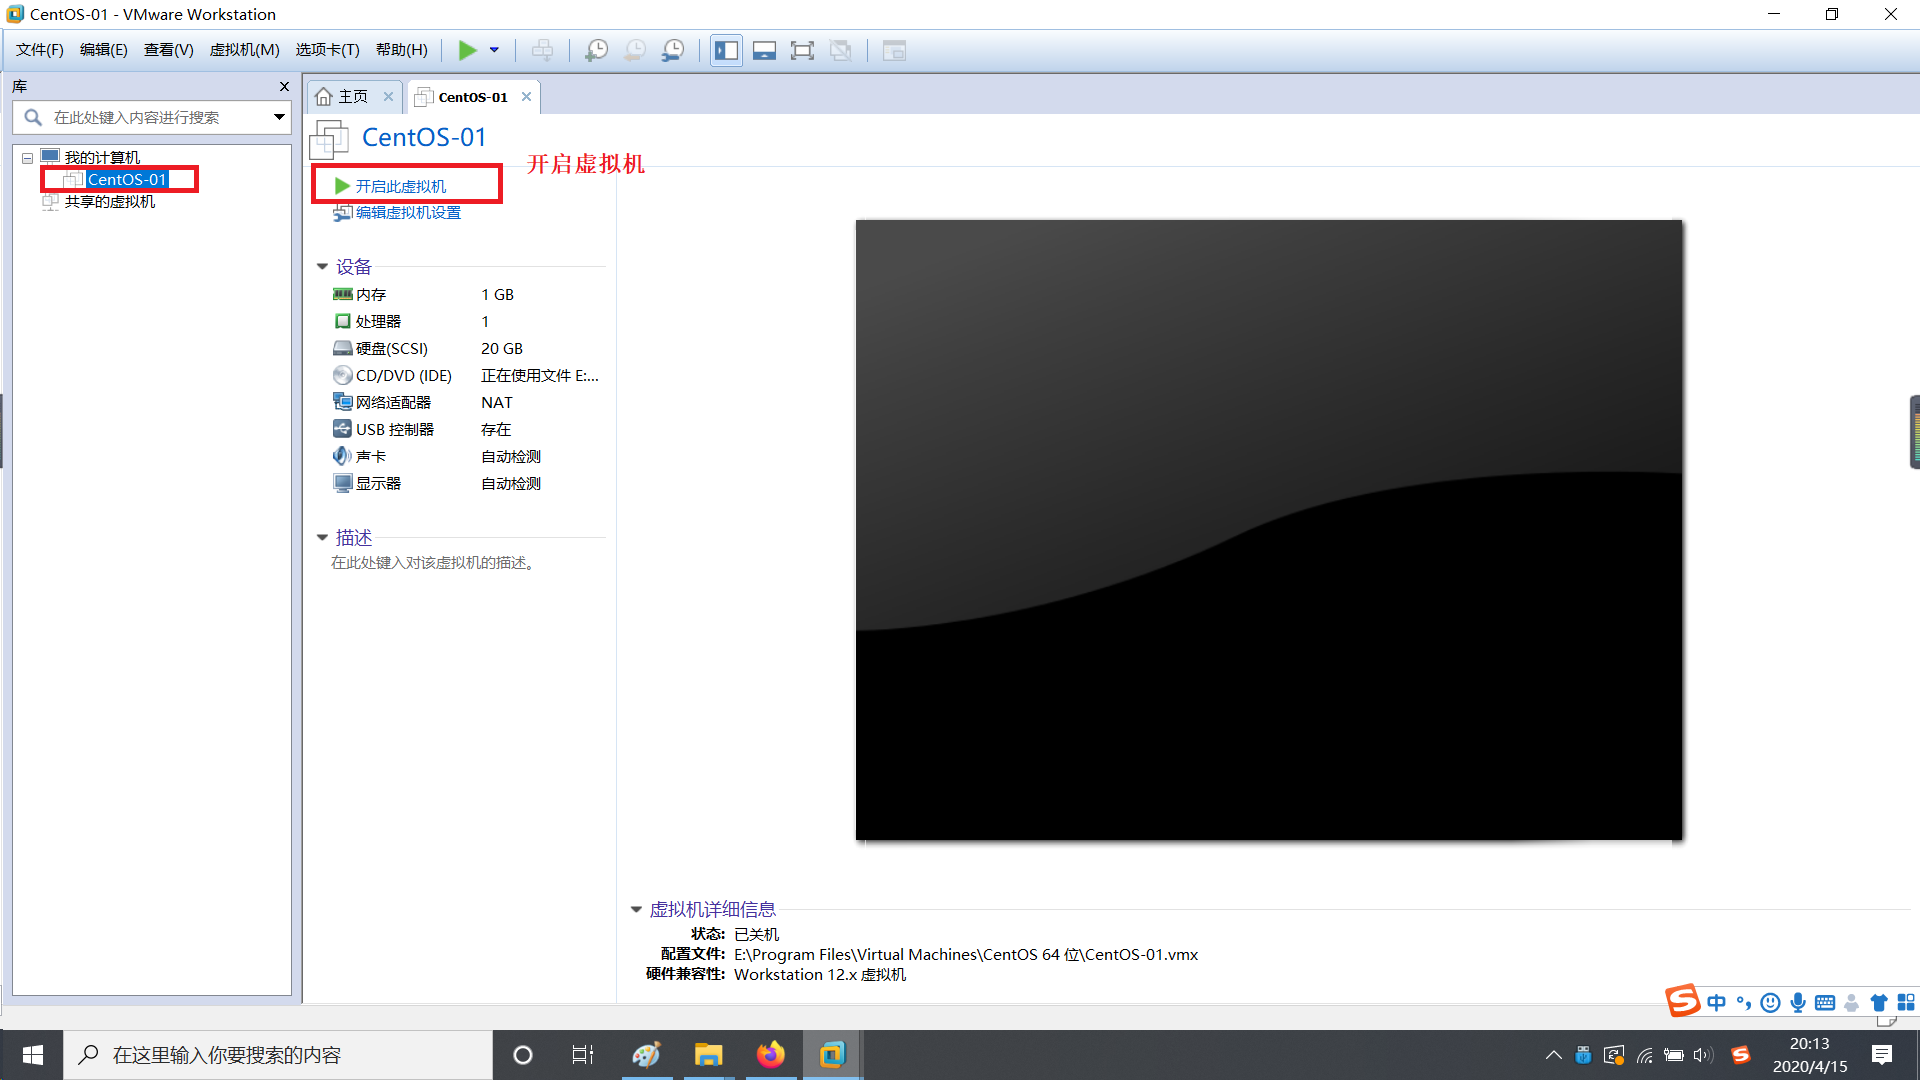 CentOS-01 - VMware Workstation
文件(F) 编辑(E) 查看(V) 虚拟机(M) 选项卡(T) 帮助(H)
库
在此处键入内容进行搜索
我的计算机
CentOS-01
共享的虚拟机
主页 CentOS-01
CentOS-01
开启虚拟机
开启此虚拟机
编辑虚拟机设置
设备
内存 1 GB
处理器 1
硬盘(SCSI) 20 GB
CD/DVD (IDE) 正在使用文件 E:...
网络适配器 NAT
USB 控制器 存在
声卡 自动检测
显示器 自动检测
描述
在此处键入对该虚拟机的描述。
虚拟机详细信息
状态: 已关机
配置文件: E:\Program Files\Virtual Machines\CentOS 64 位\CentOS-01.vmx
硬件兼容性: Workstation 12.x 虚拟机
中
在这里输入你要搜索的内容
20:13
2020/4/15